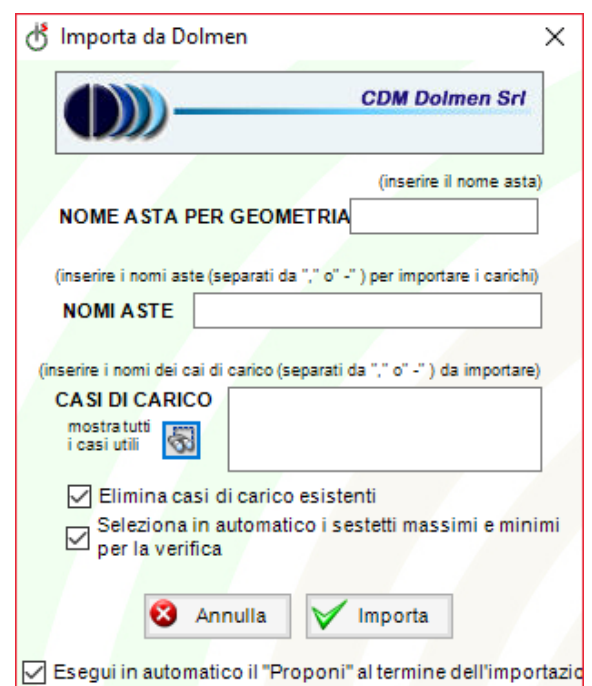 Importa da Dolmen
CDM Dolmen Srl
(inserire il nome asta)
NOME ASTA PER GEOMETRIA
(inserire i nomi aste (separati da "," o" -" ) per importare i carichi)
NOMI ASTE
(inserire i nomi dei cai di carico (separati da "," o" -" ) da importare)
CASI DI CARICO
mostra tutti
i casi utili
Elimina casi di carico esistenti
Seleziona in automatico i sestetti massimi e minimi
per la verifica
Annulla
Importa
Esegui in automatico il "Proponi" al termine dell'importazio